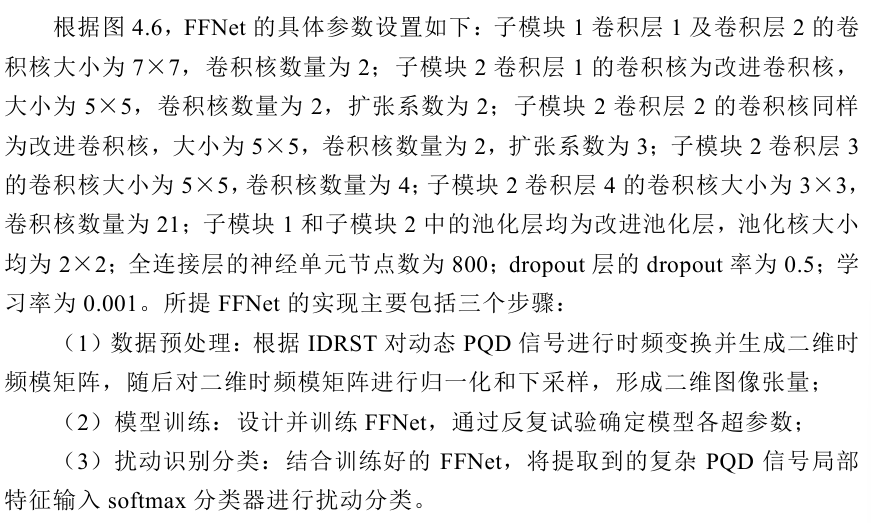 根据图 4.6，FFNet 的具体参数设置如下：子模块 1 卷积层 1 及卷积层 2 的卷
积核大小为 7×7，卷积核数量为 2；子模块 2 卷积层 1 的卷积核为改进卷积核，
大小为 5×5，卷积核数量为 2，扩张系数为 2；子模块 2 卷积层 2 的卷积核同样
为改进卷积核，大小为 5×5，卷积核数量为 2，扩张系数为 3；子模块 2 卷积层 3
的卷积核大小为 5×5，卷积核数量为 4；子模块 2 卷积层 4 的卷积核大小为 3×3，
卷积核数量为 21；子模块 1 和子模块 2 中的池化层均为改进池化层，池化核大小
均为 2×2；全连接层的神经单元节点数为 800；dropout 层的 dropout 率为 0.5；学
习率为 0.001。所提 FFNet 的实现主要包括三个步骤：
（1）数据预处理：根据 IDRST 对动态 PQD 信号进行时频变换并生成二维时
频模矩阵，随后对二维时频模矩阵进行归一化和下采样，形成二维图像张量；
（2）模型训练：设计并训练 FFNet，通过反复试验确定模型各超参数；
（3）扰动识别分类：结合训练好的 FFNet，将提取到的复杂 PQD 信号局部
特征输入 softmax 分类器进行扰动分类。